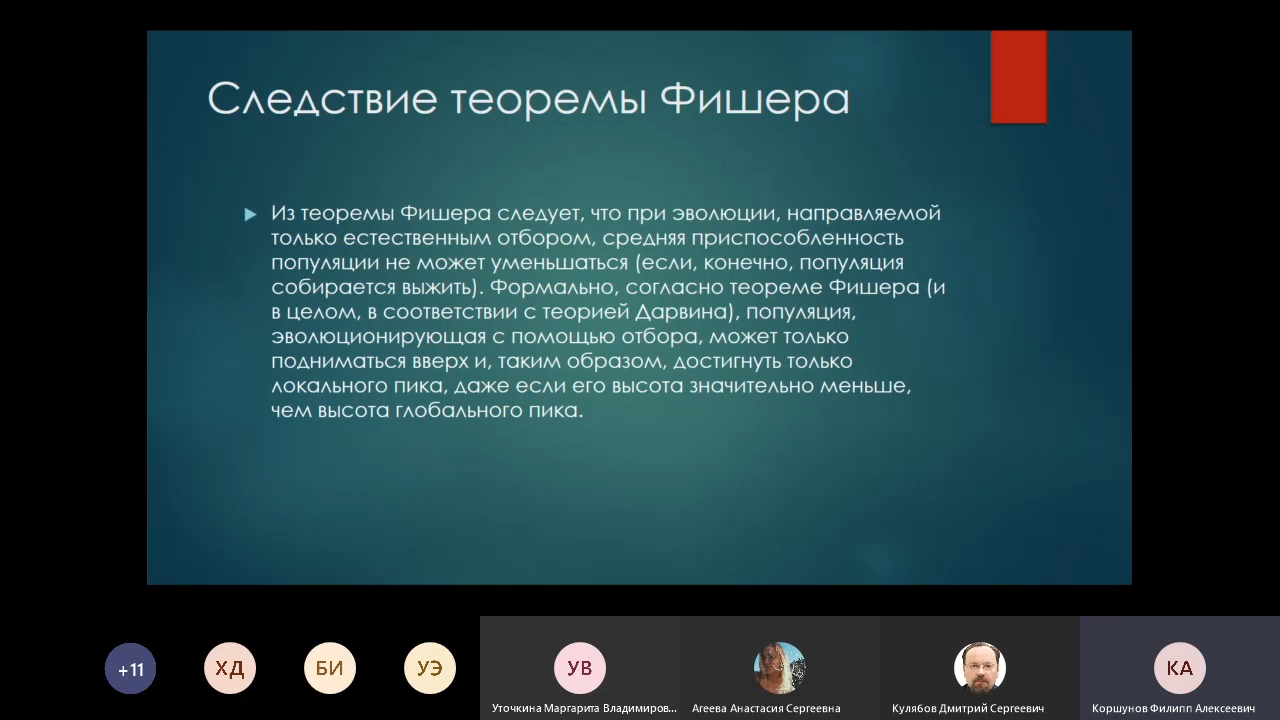 Следствие теоремы Фишера
Из теоремы Фишера следует, что при эволюции, направляемой
только естественным отбором, средняя приспособленность
популяции не может уменьшаться (если, конечно, популяция
собирается выжить). Формально, согласно теореме Фишера (и
в целом, в соответствии с теорией Дарвина), популяция,
эволюционирующая с помощью отбора, может только
подниматься вверх и, таким образом, достигнуть только
локального пика, даже если его высота значительно меньше,
чем высота глобального пика.
+11
ХД
БИ
УЭ
УВ
КА
Уточкина Маргарита Владимиров...
Агеева Анастасия Сергеевна
Кулябов Дмитрий Сергеевич
Коршунов Филипп Алексеевич